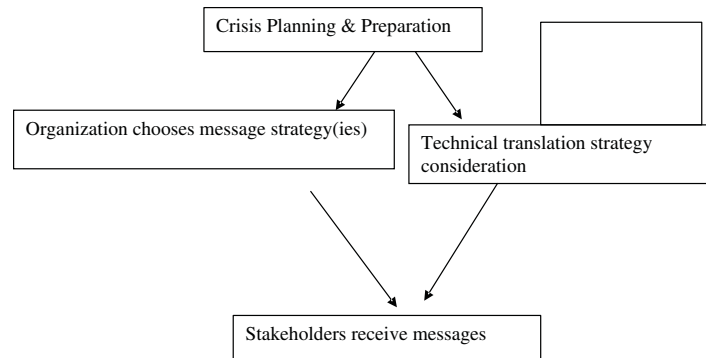 Crisis Planning & Preparation
Organization chooses message strategy(ies)
Technical translation strategy
consideration
Stakeholders receive messages